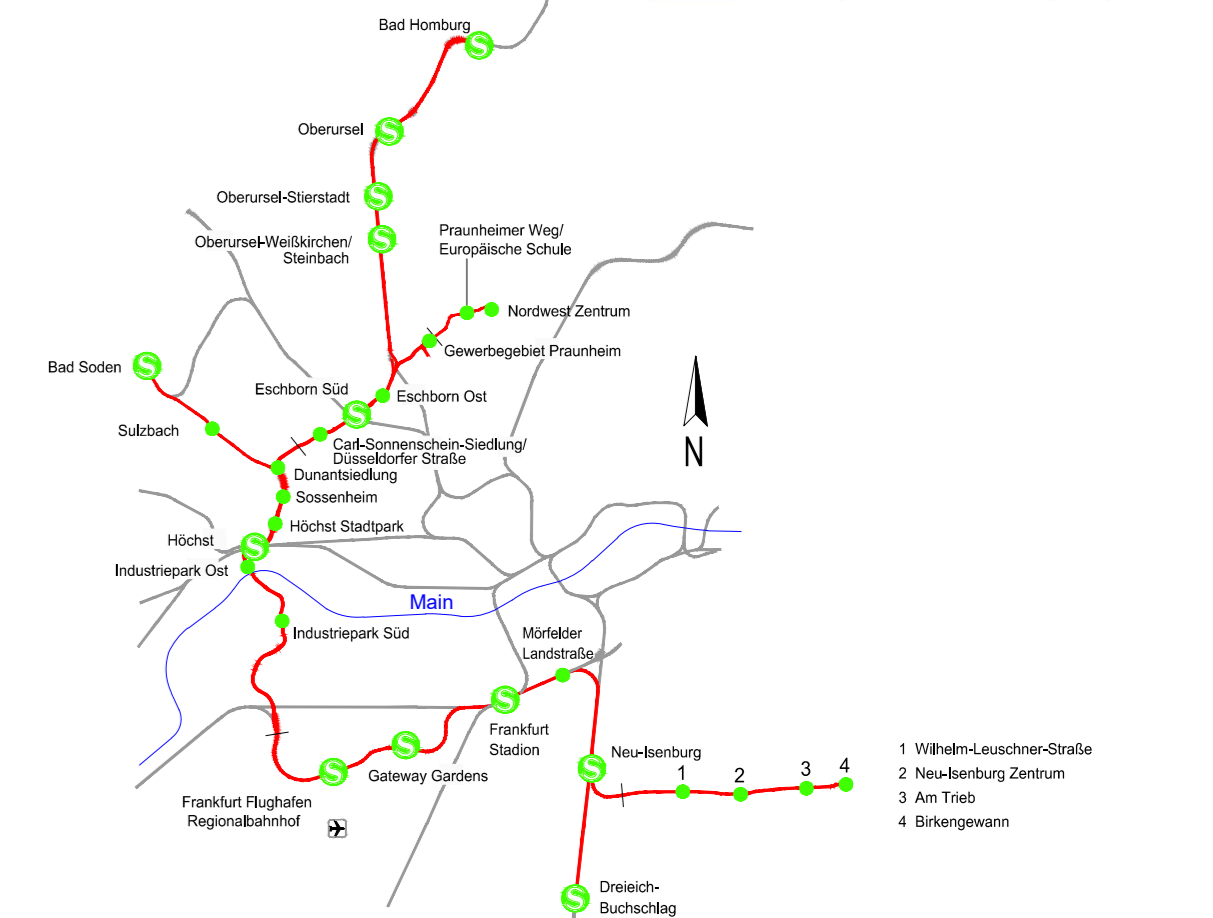 Bad Homburg
Oberursel
Oberursel-Stierstadt
Oberursel-Weißkirchen/
Steinbach
Praunheimer Weg/
Europäische Schule
Nordwest Zentrum
Gewerbegebiet Praunheim
Bad Soden
Eschborn Süd
Eschborn Ost
Sulzbach
Carl-Sonnenschein-Siedlung/
Düsseldorfer Straße
Dunantsiedlung
Sossenheim
Höchst Stadtpark
Höchst
Industriepark Ost
N
Main
Industriepark Süd
Mörfelder
Landstraße
Frankfurt
Stadion
Neu-Isenburg
Gateway Gardens
Frankfurt Flughafen
Regionalbahnhof
1 2 3 4
1 Wilhelm-Leuschner-Straße
2 Neu-Isenburg Zentrum
3 Am Trieb
4 Birkengewann
Dreieich-
Buchschlag
S
S
S
S
S
S
S
S
S
S
S
S